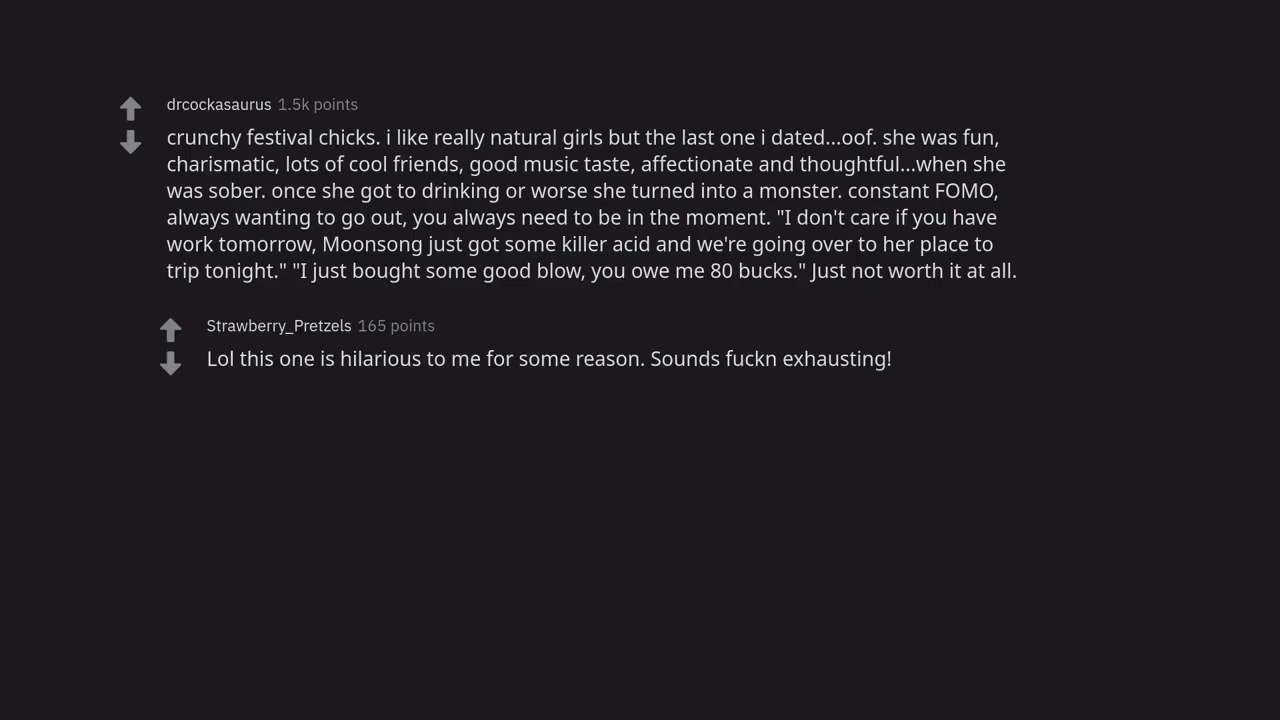 drcockasaurus 1.5k points
crunchy festival chicks. i like really natural girls but the last one i dated...oof. she was fun,
charismatic, lots of cool friends, good music taste, affectionate and thoughtful...when she
was sober. once she got to drinking or worse she turned into a monster. constant FOMO,
always wanting to go out, you always need to be in the moment. "I don't care if you have
work tomorrow, Moonsong just got some killer acid and we're going over to her place to
trip tonight." "I just bought some good blow, you owe me 80 bucks." Just not worth it at all.
Strawberry_Pretzels 165 points
Lol this one is hilarious to me for some reason. Sounds fuckn exhausting!